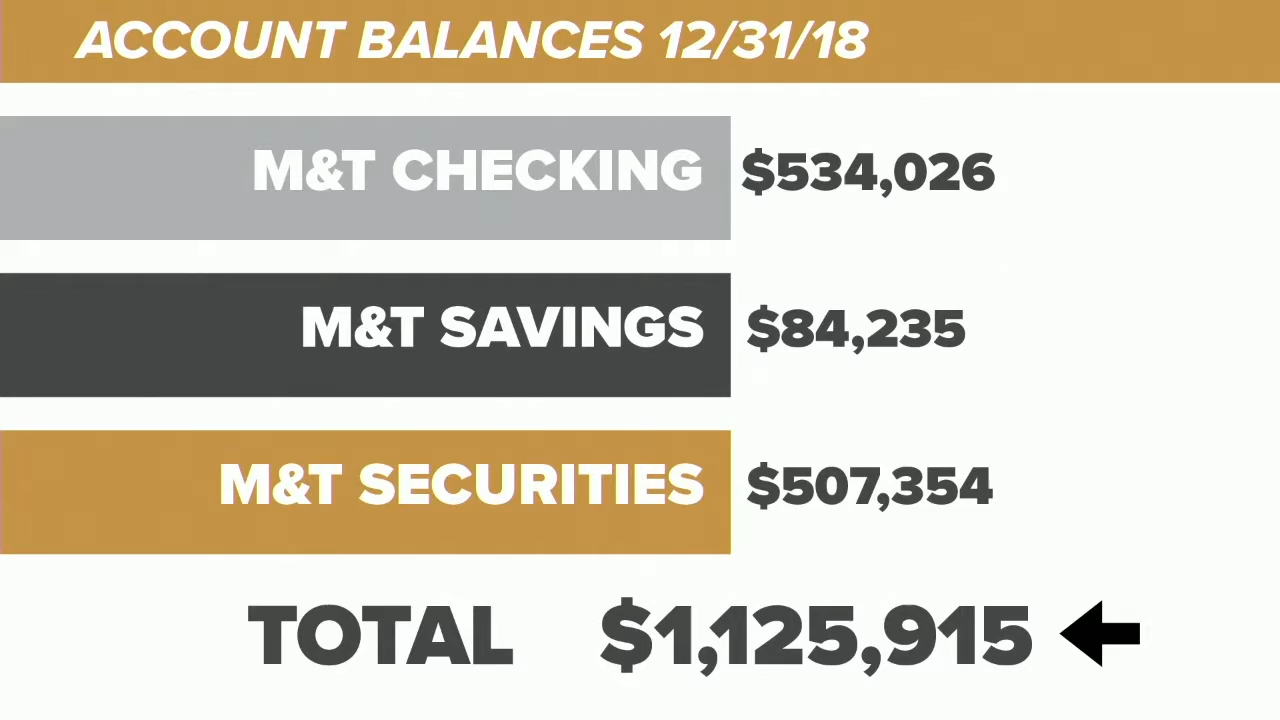 ACCOUNT BALANCES 12/31/18
M&T CHECKING $534,026
M&T SAVINGS $84,235
M&T SECURITIES $507,354
TOTAL $1,125,915